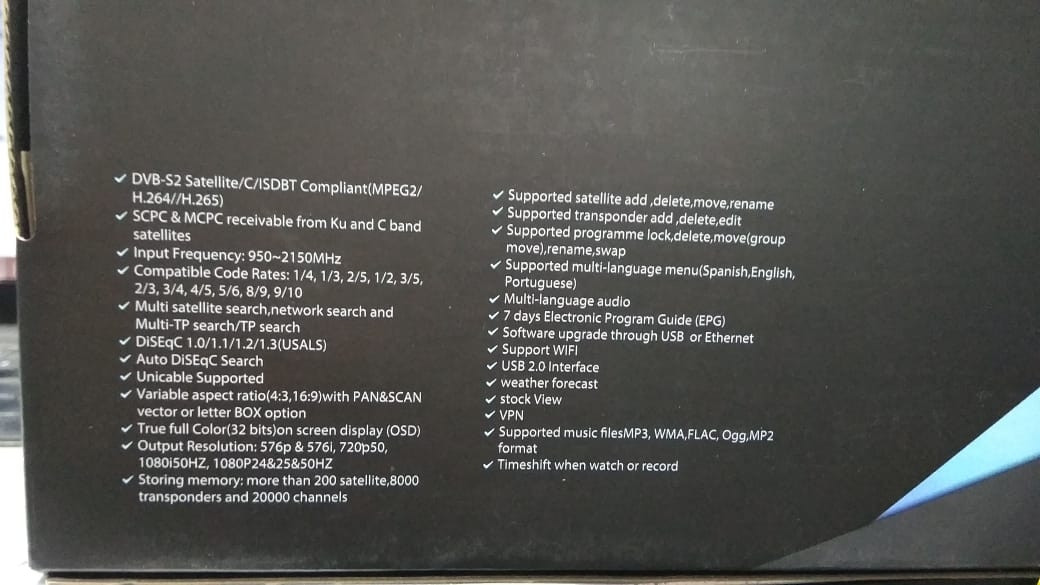 ✓ DVB-S2 Satellite/C/ISDBT Compliant(MPEG2/
H.264//H.265)
✓ SCPC & MCPC receivable from Ku and C band
satellites
✓ Input Frequency: 950~2150MHz
✓ Compatible Code Rates: 1/4, 1/3, 2/5, 1/2, 3/5,
2/3, 3/4, 4/5, 5/6, 8/9, 9/10
✓ Multi satellite search,network search and
Multi-TP search/TP search
✓ DiSEqC 1.0/1.1/1.2/1.3(USALS)
✓ Auto DiSEqC Search
✓ Unicable Supported
✓ Variable aspect ratio(4:3,16:9)with PAN&SCAN
vector or letter BOX option
✓ True full Color(32 bits)on screen display (OSD)
✓ Output Resolution: 576p & 576i, 720p50,
1080i50HZ, 1080P24&25&50HZ
✓ Storing memory: more than 200 satellite,8000
transponders and 20000 channels
✓ Supported satellite add ,delete,move,rename
✓ Supported transponder add ,delete,edit
✓ Supported programme lock,delete,move(group
move),rename,swap
✓ Supported multi-language menu(Spanish,English,
Portuguese)
✓ Multi-language audio
✓ 7 days Electronic Program Guide (EPG)
✓ Software upgrade through USB or Ethernet
✓ Support WIFI
✓ USB 2.0 Interface
✓ weather forecast
✓ stock View
✓ VPN
✓ Supported music filesMP3, WMA,FLAC, Ogg,MP2
format
✓ Timeshift when watch or record